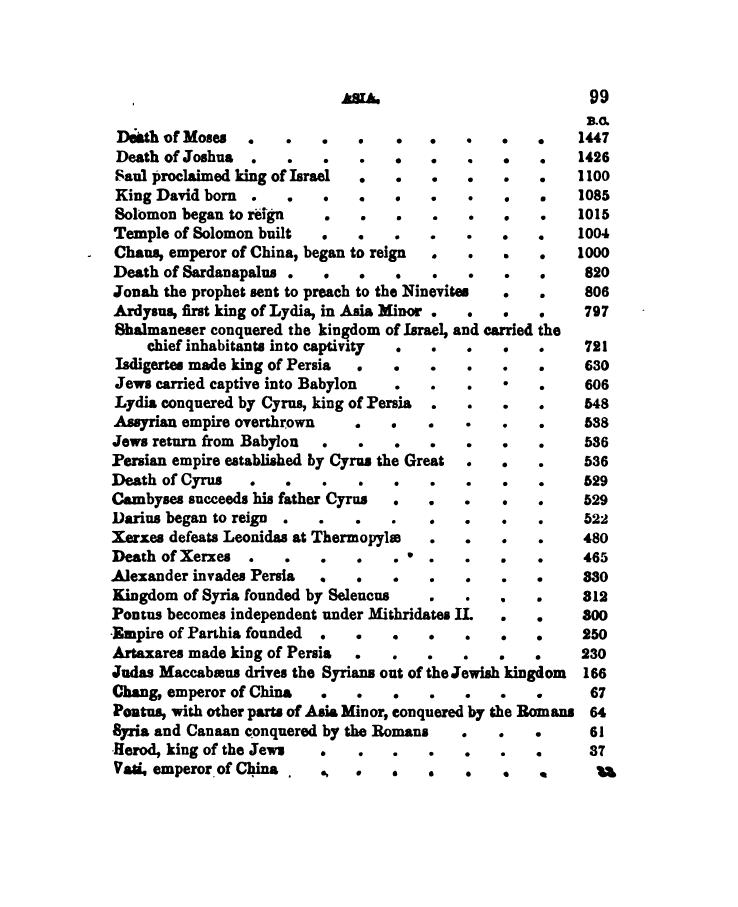 ASIA. 99
B.C.
Death of Moses . . . . . . . . . 1447
Death of Joshua . . . . . . . . . 1426
Saul proclaimed king of Israel . . . . . . 1100
King David born . . . . . . . . . 1085
Solomon began to reign . . . . . . . 1015
Temple of Solomon built . . . . . . . 1004
Chaus, emperor of China, began to reign . . . . 1000
Death of Sardanapalus . . . . . . . . 820
Jonah the prophet sent to preach to the Ninevites . . 806
Ardysus, first king of Lydia, in Asia Minor . . . . 797
Shalmaneser conquered the kingdom of Israel, and carried the
chief inhabitants into captivity . . . . . 721
Isdigertes made king of Persia . . . . . . 630
Jews carried captive into Babylon . . . . . 606
Lydia conquered by Cyrus, king of Persia . . . . 548
Assyrian empire overthrown . . . . . . 538
Jews return from Babylon . . . . . . . 536
Persian empire established by Cyrus the Great . . . 536
Death of Cyrus . . . . . . . . . 529
Cambyses succeeds his father Cyrus . . . . . 529
Darius began to reign . . . . . . . . 522
Xerxes defeats Leonidas at Thermopylæ . . . . 480
Death of Xerxes . . . . . . . . . 465
Alexander invades Persia . . . . . . . 330
Kingdom of Syria founded by Seleucus . . . . 312
Pontus becomes independent under Mithridates II. . . 300
Empire of Parthia founded . . . . . . . 250
Artaxares made king of Persia . . . . . . 230
Judas Maccabæus drives the Syrians out of the Jewish kingdom 166
Chang, emperor of China . . . . . . . 67
Pontus, with other parts of Asia Minor, conquered by the Romans 64
Syria and Canaan conquered by the Romans . . . 61
Herod, king of the Jews . . . . . . . 37
Vati, emperor of China . . . . . . .